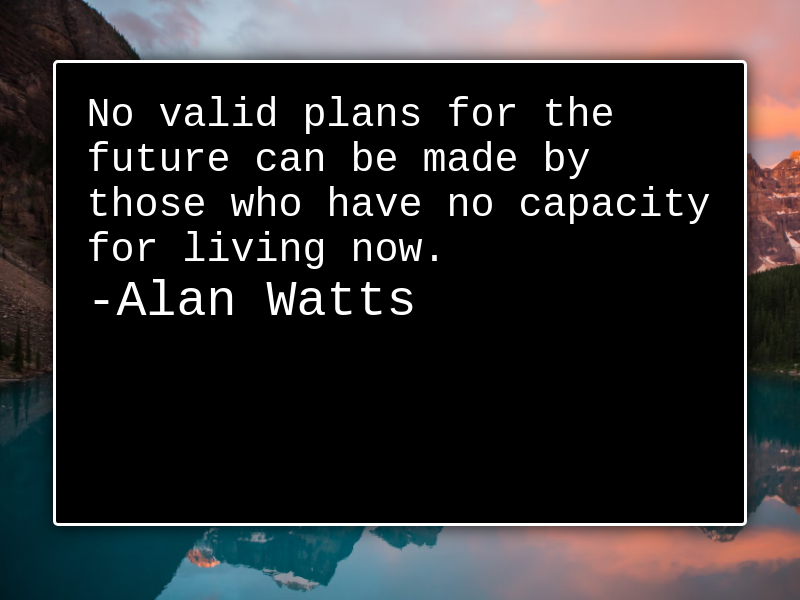 No valid plans for the
future can be made by
those who have no capacity
for living now.
-Alan Watts